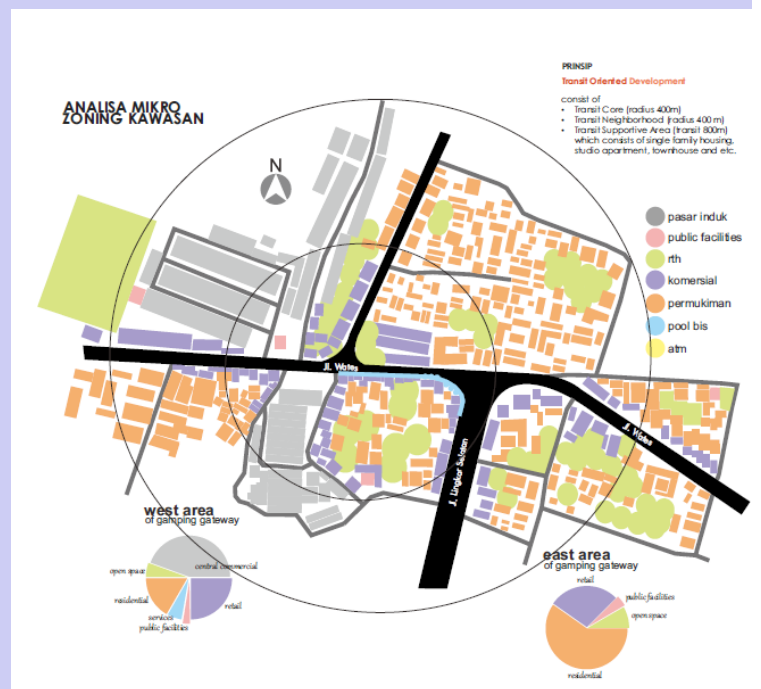 PRINSIP
Transit Oriented Development
consist of
• Transit Core (radius 400m)
• Transit Neighborhood (radius 400 m)
• Transit Supportive Area (transit 800m)
which consists of single family housing,
studio apartment, townhouse and etc.
ANALISA MIKRO
ZONING KAWASAN
N
pasar induk
public facilities
rth
komersial
permukiman
pool bis
atm
Jl. Wates
Jl. Wates
Jl. Lingkar Selatan
west area
of gamping gateway
central commercial
open space
residential
services
public facilities
retail
east area
of gamping gateway
retail
public facilities
open space
residential